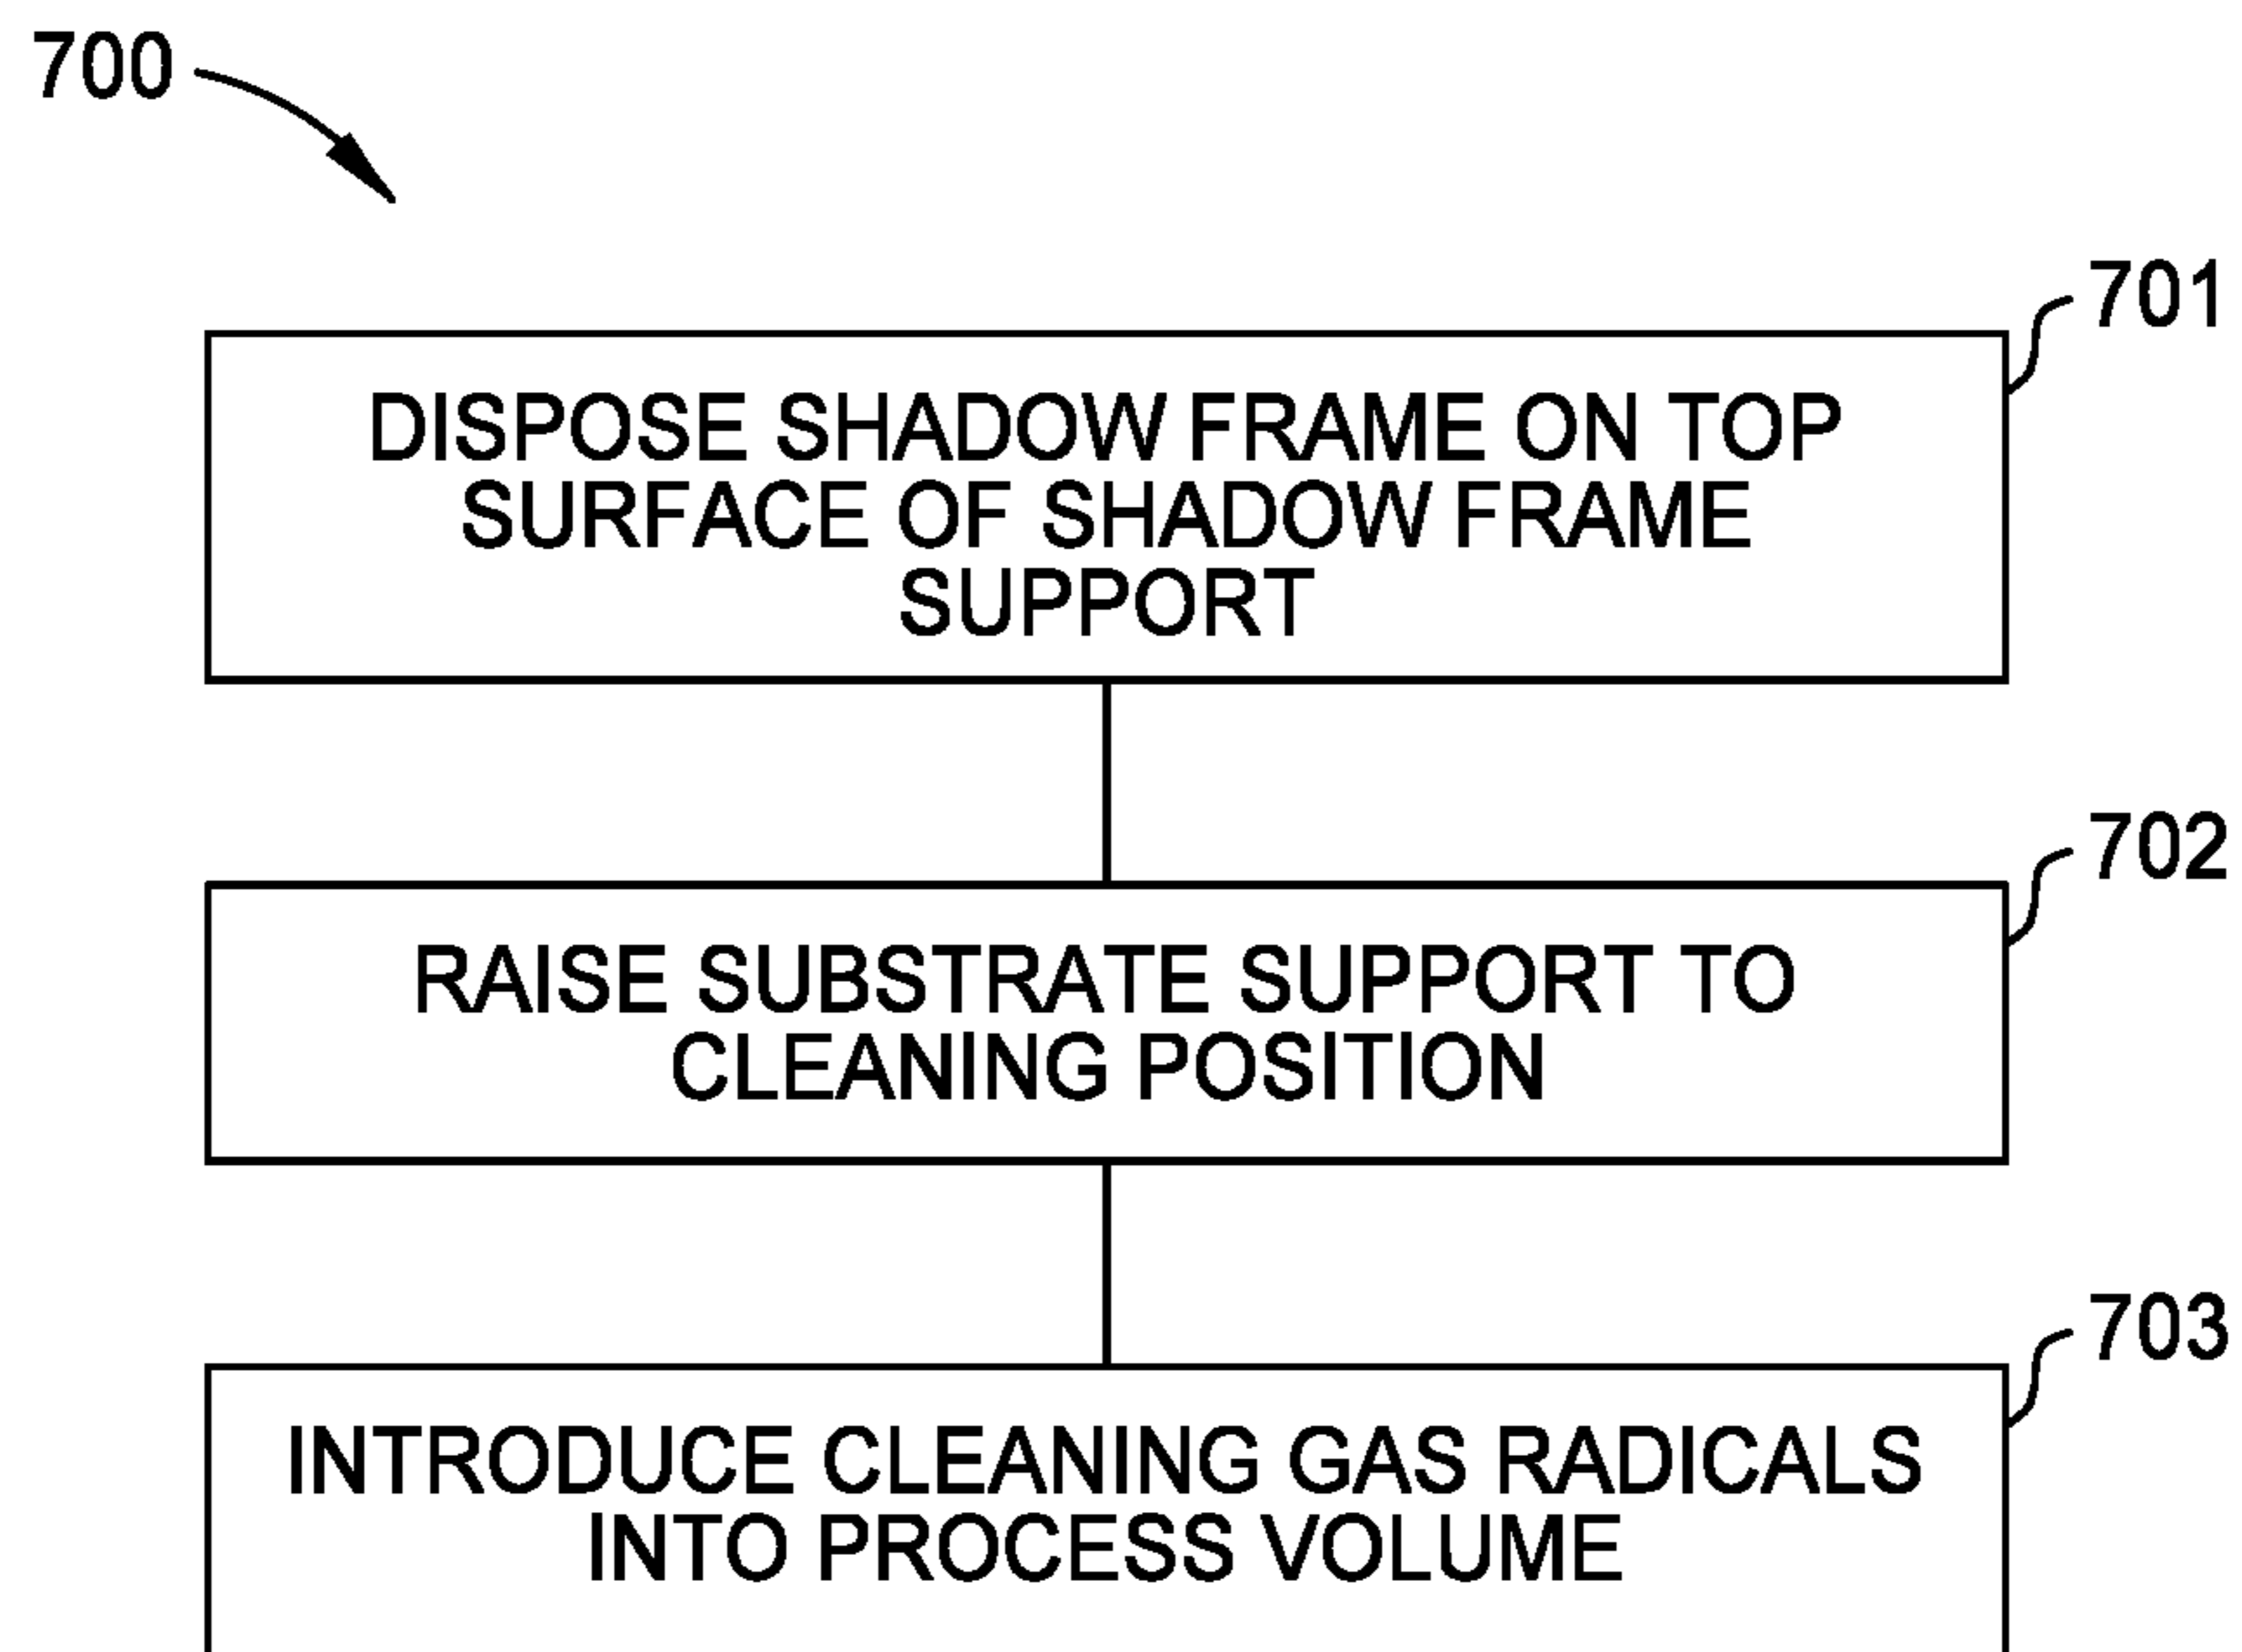 700
701
DISPOSE SHADOW FRAME ON TOP
SURFACE OF SHADOW FRAME
SUPPORT
702
RAISE SUBSTRATE SUPPORT TO
CLEANING POSITION
703
INTRODUCE CLEANING GAS RADICALS
INTO PROCESS VOLUME